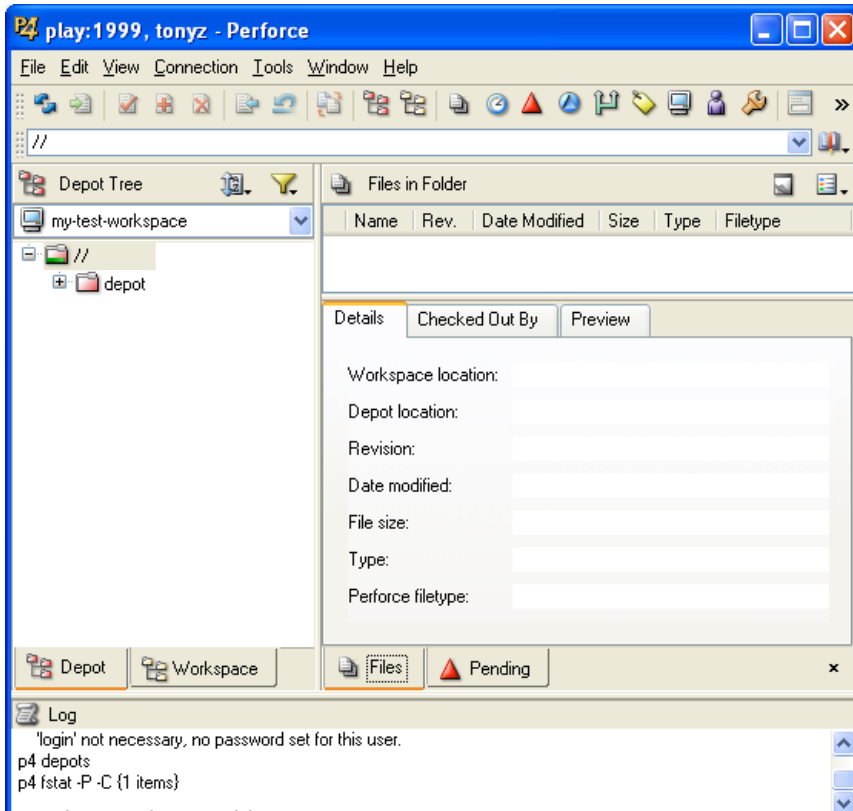 P4 play:1999, tonyz - Perforce
File Edit View Connection Tools Window Help
»
//
Depot Tree
Files in Folder
my-test-workspace
Name Rev. Date Modified Size Type Filetype
//
depot
Details Checked Out By Preview
Workspace location:
Depot location:
Revision:
Date modified:
File size:
Type:
Perforce filetype:
Depot Workspace
Files Pending
Log
'login' not necessary, no password set for this user.
p4 depots
p4 fstat -P -C {1 items}